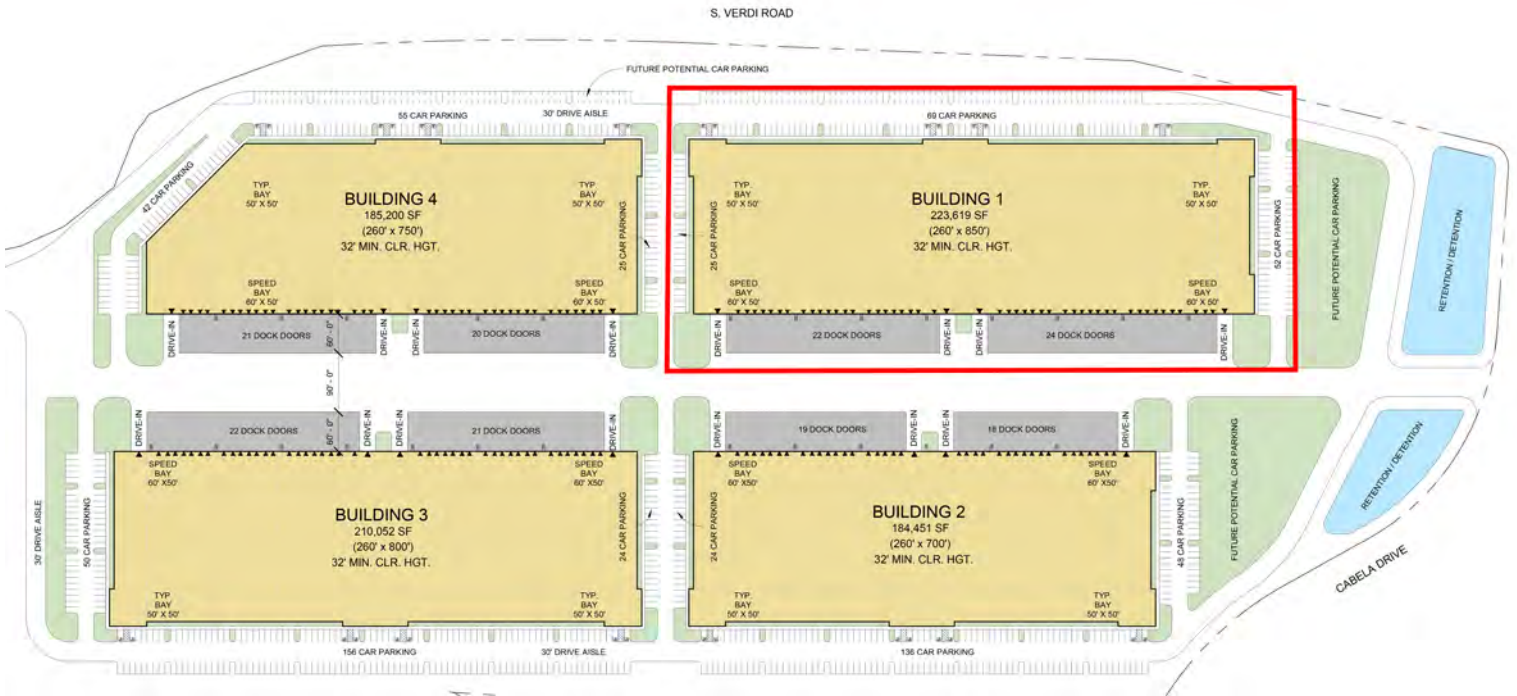 S. VERDI ROAD
FUTURE POTENTIAL CAR PARKING
55 CAR PARKING
30' DRIVE AISLE
69 CAR PARKING
42 CAR PARKING
TYP.
BAY
50' X 50'
BUILDING 4
185,200 SF
(260' x 750')
32' MIN. CLR. HGT.
TYP.
BAY
50' X 50'
SPEED
BAY
60' X 50'
SPEED
BAY
60' X 50'
25 CAR PARKING
25 CAR PARKING
TYP.
BAY
50' X 50'
BUILDING 1
223,619 SF
(260' x 850')
32' MIN. CLR. HGT.
TYP.
BAY
50' X 50'
SPEED
BAY
60' X 50'
SPEED
BAY
60' X 50'
52 CAR PARKING
FUTURE POTENTIAL CAR PARKING
RETENTION / DETENTION
DRIVE-IN
21 DOCK DOORS
60' - 0"
DRIVE-IN
DRIVE-IN
20 DOCK DOORS
DRIVE-IN
DRIVE-IN
22 DOCK DOORS
DRIVE-IN
DRIVE-IN
24 DOCK DOORS
DRIVE-IN
90' - 0"
DRIVE-IN
22 DOCK DOORS
60' - 0"
DRIVE-IN
DRIVE-IN
21 DOCK DOORS
DRIVE-IN
DRIVE-IN
19 DOCK DOORS
DRIVE-IN
DRIVE-IN
18 DOCK DOORS
DRIVE-IN
30' DRIVE AISLE
50 CAR PARKING
SPEED
BAY
60' X50'
SPEED
BAY
60' X50'
BUILDING 3
210,052 SF
(260' x 800')
32' MIN. CLR. HGT.
TYP.
BAY
50' X 50'
TYP.
BAY
50' X 50'
24 CAR PARKING
24 CAR PARKING
SPEED
BAY
60' X 50'
SPEED
BAY
60' X50'
BUILDING 2
184,451 SF
(260' x 700')
32' MIN. CLR. HGT.
TYP.
BAY
50' X 50'
TYP.
BAY
50' X 50'
48 CAR PARKING
FUTURE POTENTIAL CAR PARKING
RETENTION / DETENTION
CABELA DRIVE
156 CAR PARKING
30' DRIVE AISLE
136 CAR PARKING